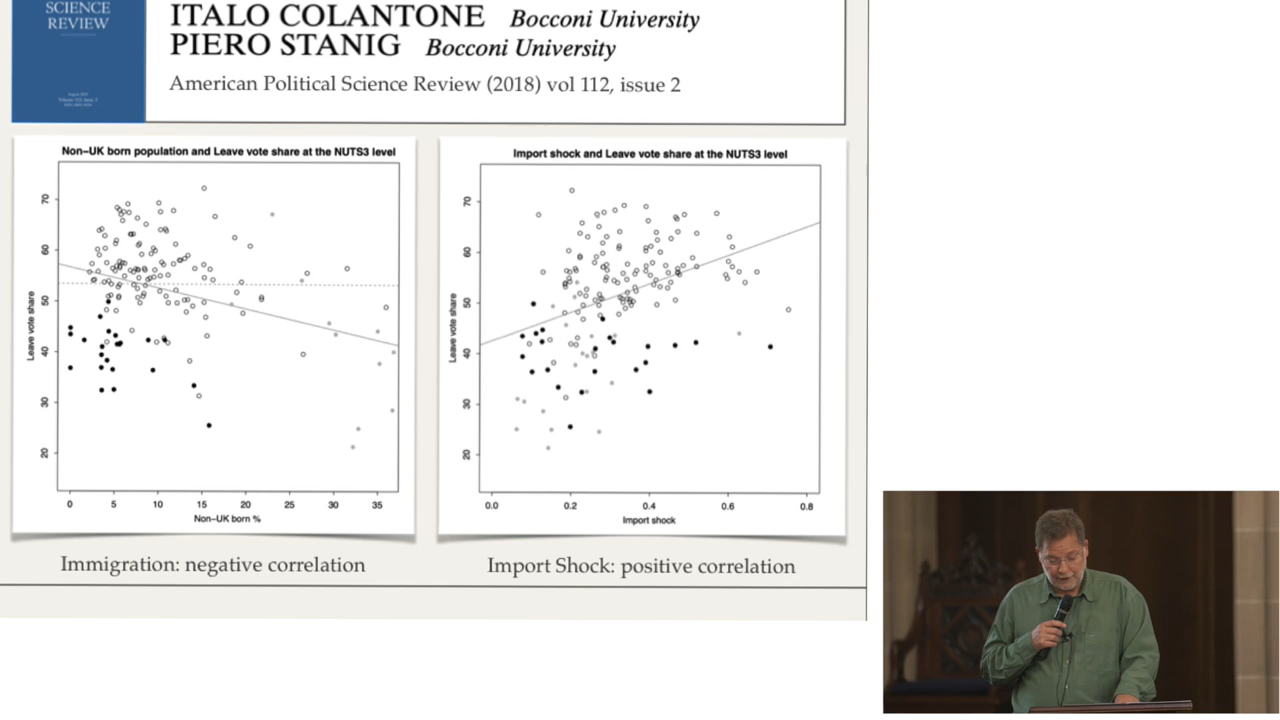 SCIENCE
REVIEW
ITALO COLANTONE Bocconi University
PIERO STANIG Bocconi University
American Political Science Review (2018) vol 112, issue 2
Non–UK born population and Leave vote share at the NUTS3 level
Leave vote share
70
60
50
40
30
20
0 5 10 15 20 25 30 35
Non–UK born %
Immigration: negative correlation
Import shock and Leave vote share at the NUTS3 level
Leave vote share
70
60
50
40
30
20
0.0 0.2 0.4 0.6 0.8
Import shock
Import Shock: positive correlation